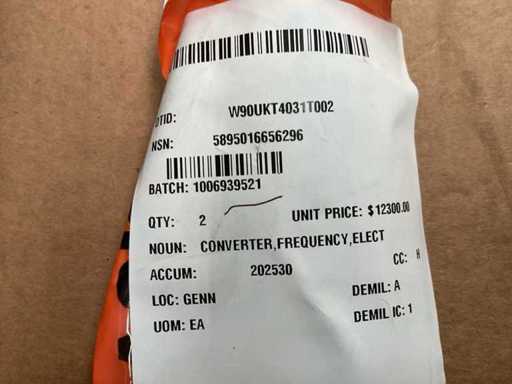 DTID: W90UKT4031T002
NSN: 5895016656296
BATCH: 1006939521
QTY: 2 UNIT PRICE: $12300.00
NOUN: CONVERTER,FREQUENCY,ELECT
ACCUM: 202530 CC: H
LOC: GENN DEMIL: A
UOM: EA DEMIL IC: 1